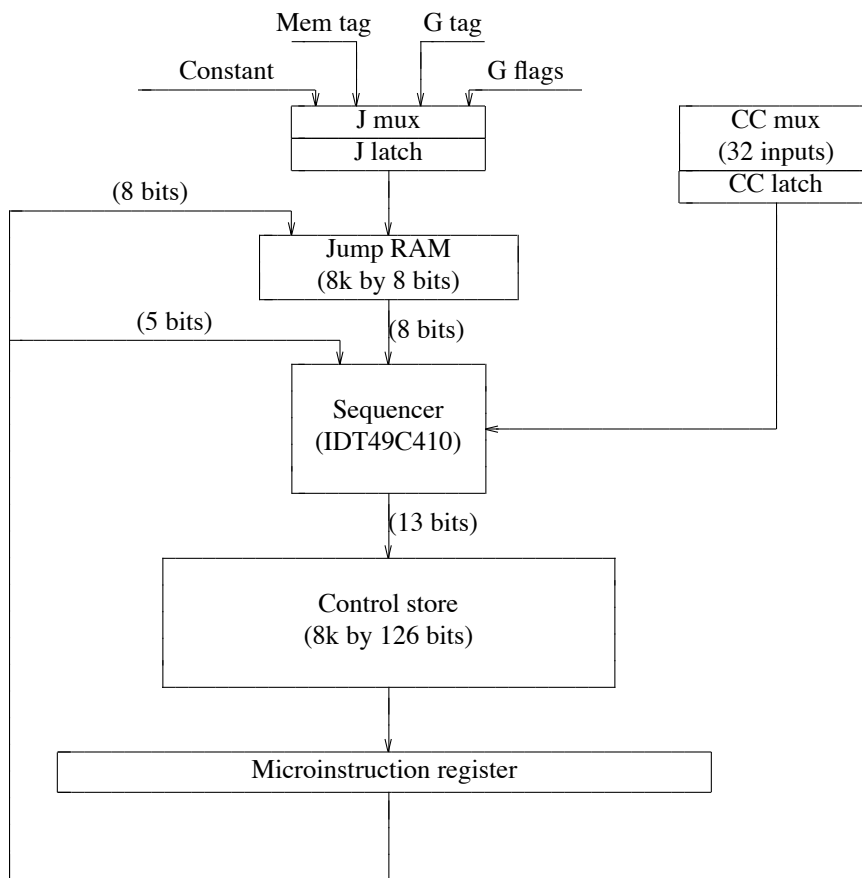 Mem tag
G tag
Constant
G flags
J mux
J latch
CC mux
(32 inputs)
CC latch
(8 bits)
Jump RAM
(8k by 8 bits)
(5 bits)
(8 bits)
Sequencer
(IDT49C410)
(13 bits)
Control store
(8k by 126 bits)
Microinstruction register